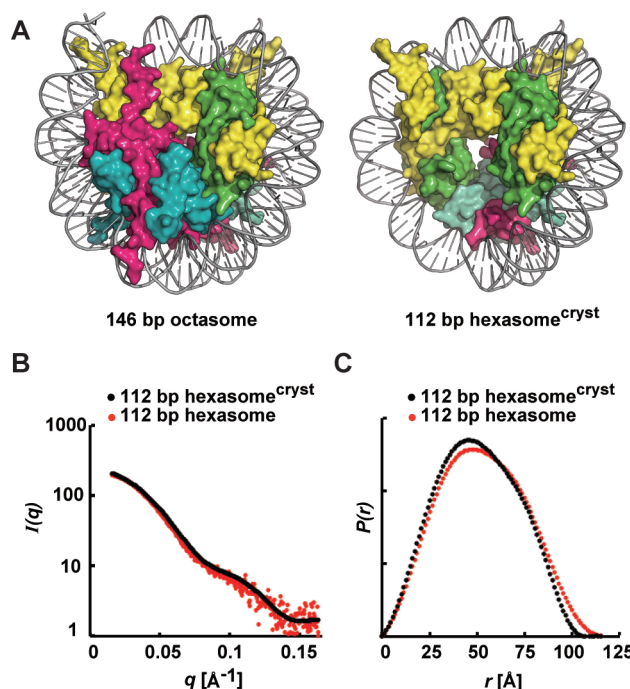 A
146 bp octasome
112 bp hexasome^cryst
B
112 bp hexasome^cryst
112 bp hexasome
1000
100
10
1
I(q)
0
0.05
0.1
0.15
q [Å⁻¹]
C
112 bp hexasome^cryst
112 bp hexasome
P(r)
0
25
50
75
100
125
r [Å]